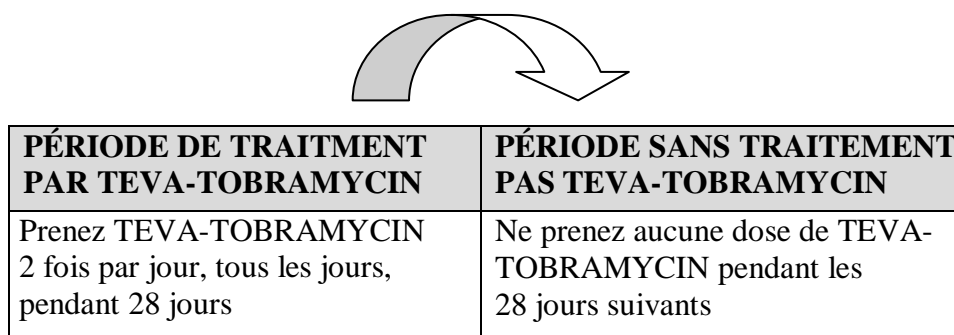 PÉRIODE DE TRAITMENT
PAR TEVA-TOBRAMYCIN
PÉRIODE SANS TRAITEMENT
PAS TEVA-TOBRAMYCIN
Prenez TEVA-TOBRAMYCIN
2 fois par jour, tous les jours,
pendant 28 jours
Ne prenez aucune dose de TEVA-
TOBRAMYCIN pendant les
28 jours suivants